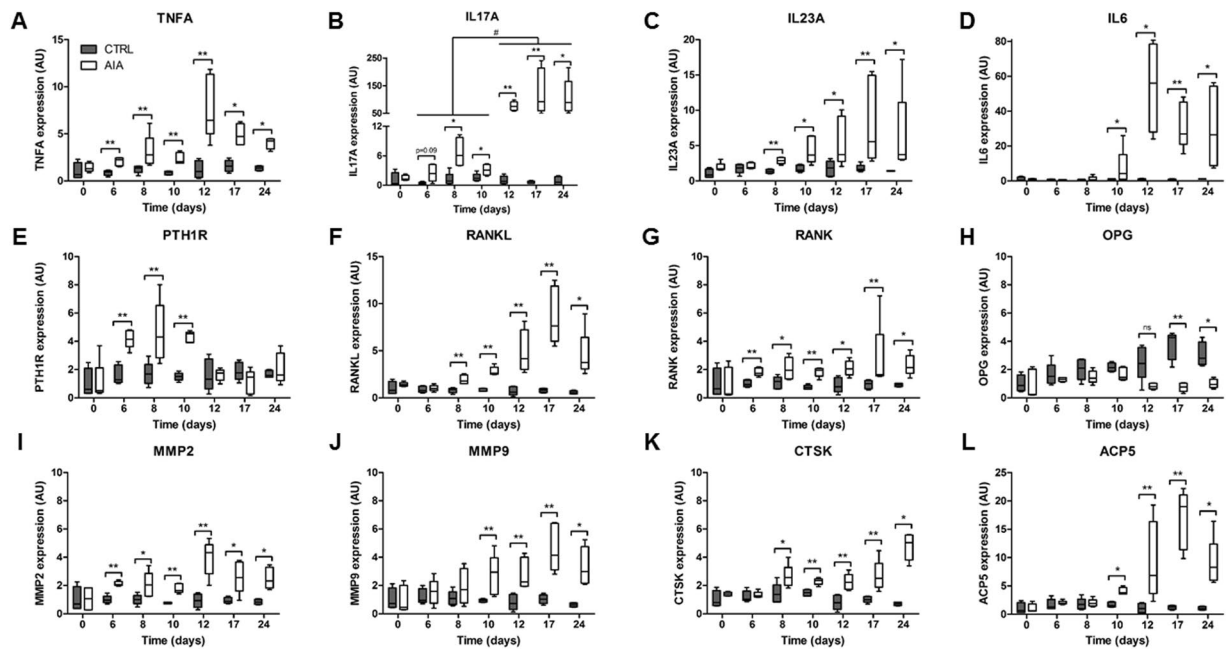 A TNFA
TNFA expression (AU)
15
10
5
0
CTRL
AIA
**
**
**
**
*
*
0 6 8 10 12 17 24
Time (days)
B IL17A
IL17A expression (AU)
250
150
50
6
4
2
0
#
p=0.09
*
*
**
**
*
0 6 8 10 12 17 24
Time (days)
C IL23A
IL23A expression (AU)
20
15
10
5
0
**
*
*
*
*
0 6 8 10 12 17 24
Time (days)
D IL6
IL6 expression (AU)
80
60
40
20
0
*
*
**
*
0 6 8 10 12 17 24
Time (days)
E PTH1R
PTH1R expression (AU)
10
8
6
4
2
0
**
**
**
0 6 8 10 12 17 24
Time (days)
F RANKL
RANKL expression (AU)
15
10
5
0
**
**
**
**
*
0 6 8 10 12 17 24
Time (days)
G RANK
RANK expression (AU)
10
8
6
4
2
0
**
*
**
*
**
*
0 6 8 10 12 17 24
Time (days)
H OPG
OPG expression (AU)
10
8
6
4
2
0
ns
**
*
0 6 8 10 12 17 24
Time (days)
I MMP2
MMP2 expression (AU)
10
8
6
4
2
0
**
*
**
**
*
*
0 6 8 10 12 17 24
Time (days)
J MMP9
MMP9 expression (AU)
10
8
6
4
2
0
**
**
**
*
0 6 8 10 12 17 24
Time (days)
K CTSK
CTSK expression (AU)
10
8
6
4
2
0
*
**
**
**
*
0 6 8 10 12 17 24
Time (days)
L ACP5
ACP5 expression (AU)
25
20
15
10
5
0
*
**
**
*
0 6 8 10 12 17 24
Time (days)